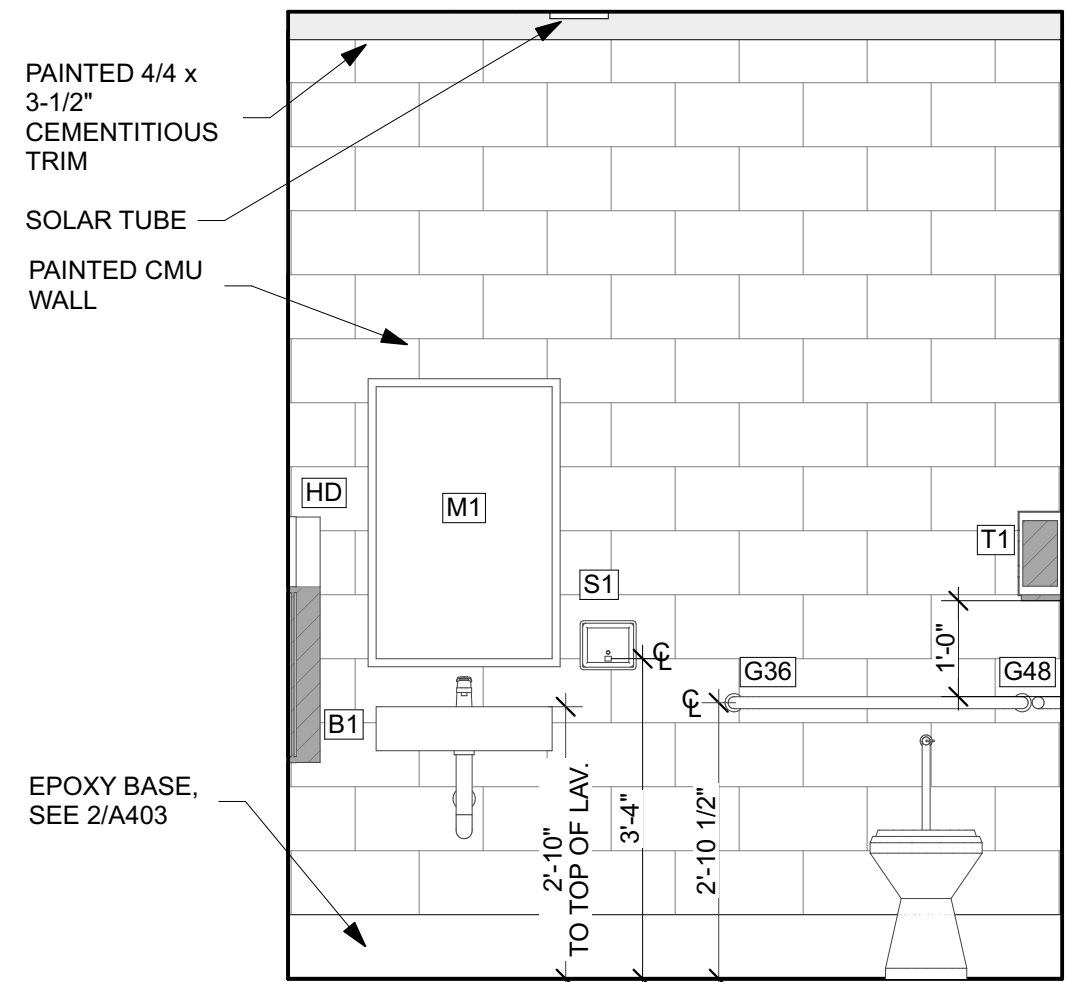 PAINTED 4/4 x
3-1/2"
CEMENTITIOUS
TRIM
SOLAR TUBE
PAINTED CMU
WALL
HD
M1
T1
S1
1'-0"
℄
G36
G48
℄
B1
EPOXY BASE,
SEE 2/A403
2'-10"
TO TOP OF LAV.
3'-4"
2'-10 1/2"